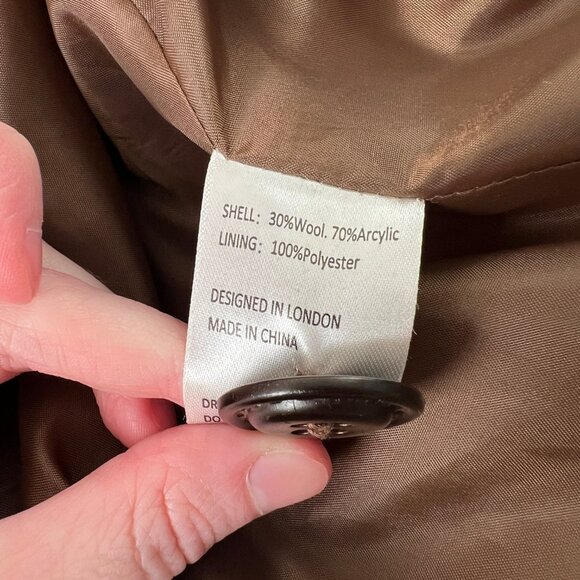 SHELL: 30%Wool. 70%Arcylic
LINING: 100%Polyester
DESIGNED IN LONDON
MADE IN CHINA